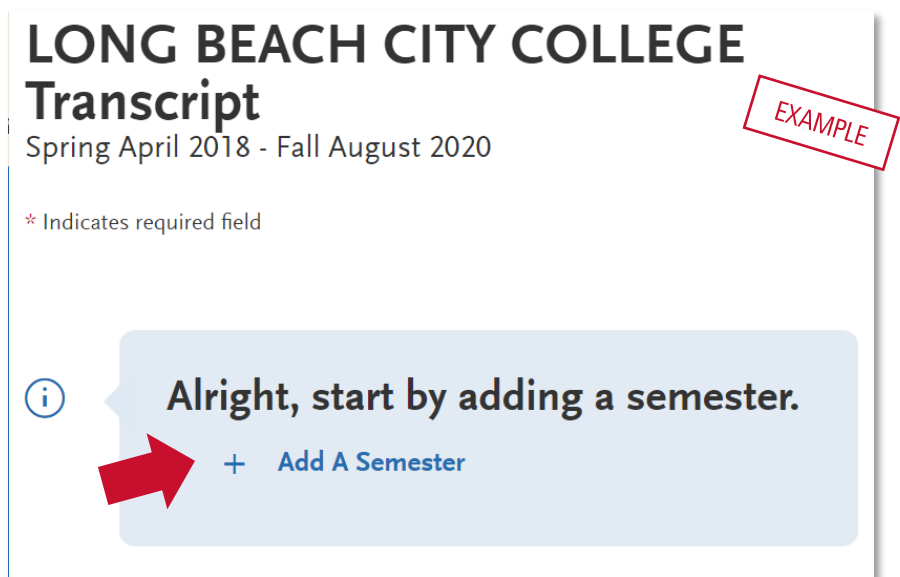 LONG BEACH CITY COLLEGE
Transcript
EXAMPLE
Spring April 2018 - Fall August 2020
* Indicates required field
i
Alright, start by adding a semester.
+ Add A Semester